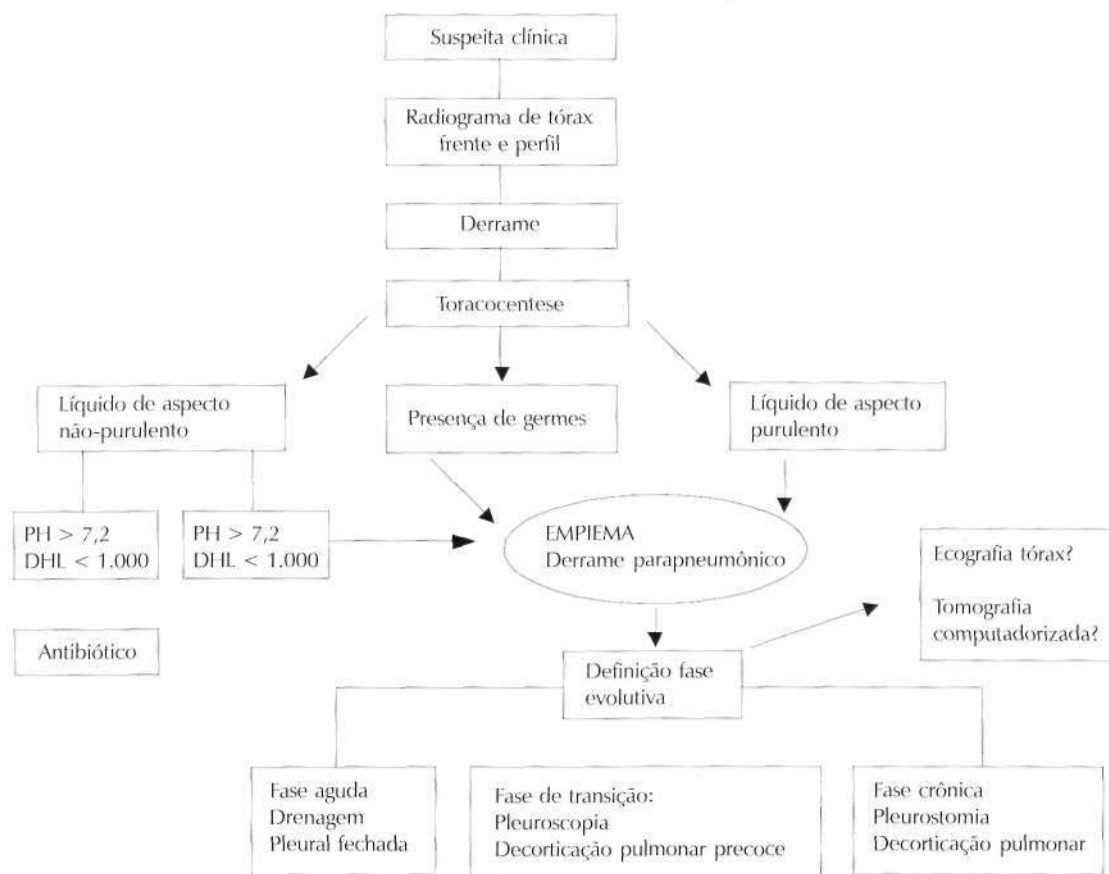 Suspeita clínica
Radiograma de tórax
frente e perfil
Derrame
Toracocentese
Líquido de aspecto
não-purulento
Presença de germes
Líquido de aspecto
purulento
PH > 7,2
DHL < 1.000
PH > 7,2
DHL < 1.000
EMPIEMA
Derrame parapneumônico
Ecografia tórax?
Tomografia
computadorizada?
Antibiótico
Definição fase
evolutiva
Fase aguda
Drenagem
Pleural fechada
Fase de transição:
Pleuroscopia
Decorticação pulmonar precoce
Fase crônica
Pleurostomia
Decorticação pulmonar